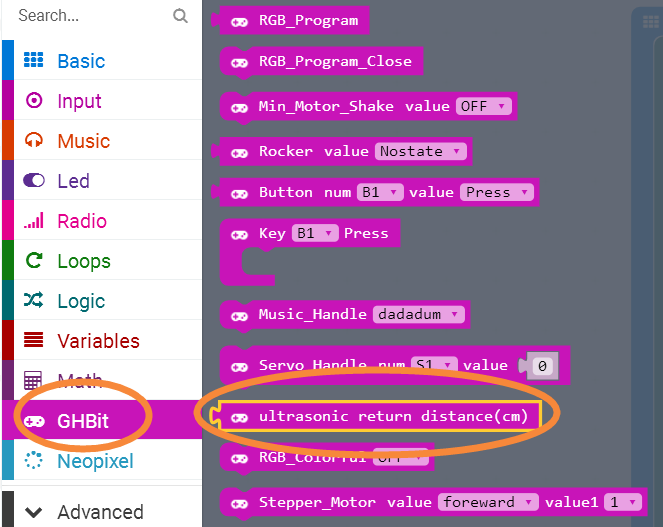 Search...
Basic
Input
Music
Led
Radio
Loops
Logic
Variables
Math
GHBit
Neopixel
Advanced
RGB_Program
RGB_Program_Close
Min_Motor_Shake value OFF
Rocker value Nostate
Button num B1 value Press
Key B1 Press
Music_Handle dadadum
Servo_Handle num S1 value 0
ultrasonic return distance(cm)
RGB_Colorful OFF
Stepper_Motor value foreward value1 1